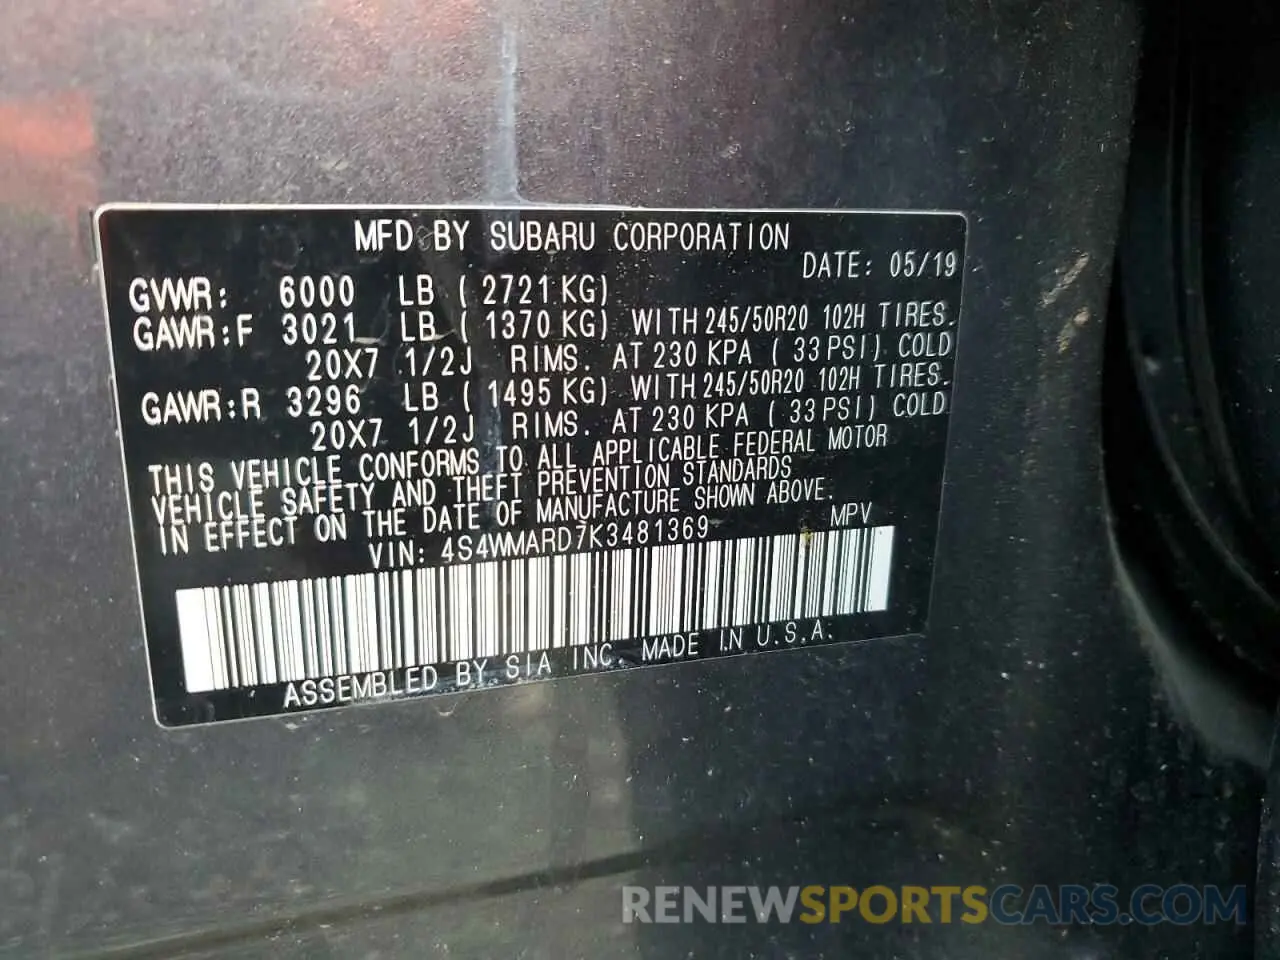 MFD BY SUBARU CORPORATION
DATE: 05/19
GVWR: 6000 LB ( 2721 KG)
GAWR:F 3021 LB ( 1370 KG) WITH 245/50R20 102H TIRES.
20X7 1/2J RIMS. AT 230 KPA ( 33 PSI) COLD
GAWR:R 3296 LB ( 1495 KG) WITH 245/50R20 102H TIRES.
20X7 1/2J RIMS. AT 230 KPA ( 33 PSI) COLD
THIS VEHICLE CONFORMS TO ALL APPLICABLE FEDERAL MOTOR
VEHICLE SAFETY AND THEFT PREVENTION STANDARDS
IN EFFECT ON THE DATE OF MANUFACTURE SHOWN ABOVE.
VIN: 4S4WMARD7K3481369 MPV
ASSEMBLED BY SIA INC. MADE IN U.S.A.
RENEWSPORTSCARS.COM